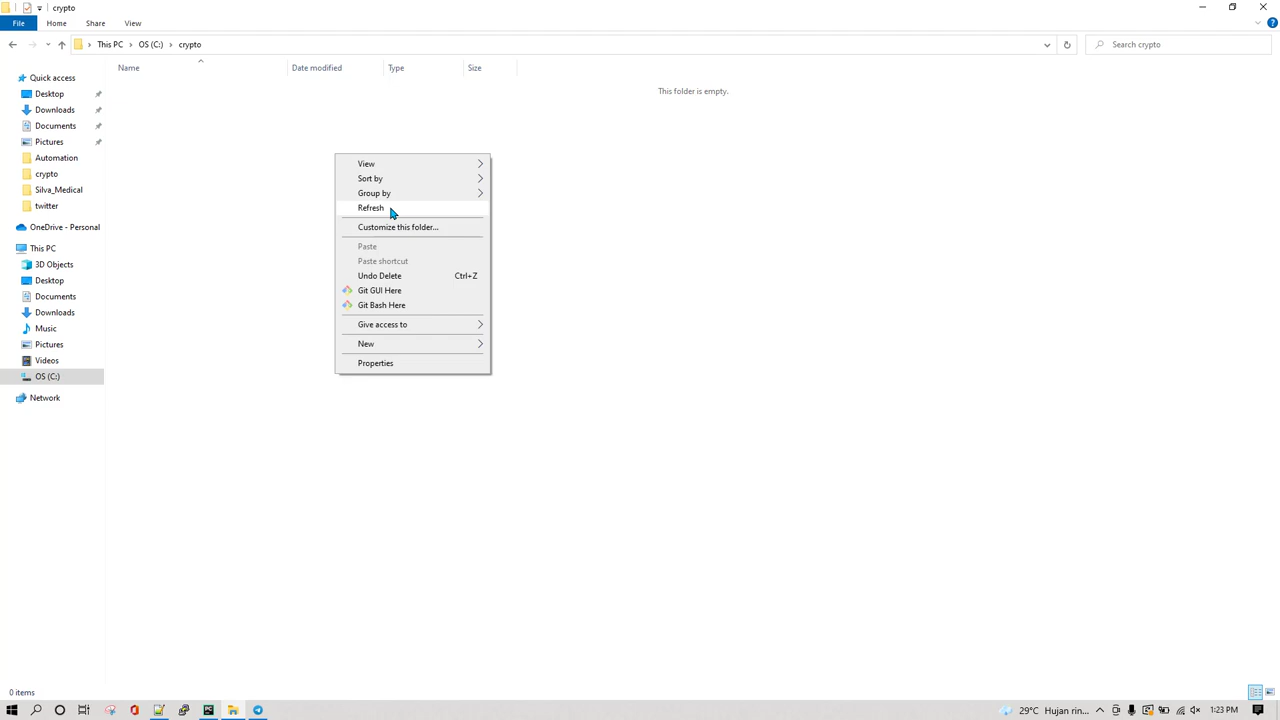 crypto
File Home Share View
This PC OS (C:) crypto
Search crypto
Name Date modified Type Size
This folder is empty.
Quick access
Desktop
Downloads
Documents
Pictures
Automation
crypto
Silva_Medical
twitter
OneDrive - Personal
This PC
3D Objects
Desktop
Documents
Downloads
Music
Pictures
Videos
OS (C:)
Network
View
Sort by
Group by
Refresh
Customize this folder...
Paste
Paste shortcut
Undo Delete Ctrl+Z
Git GUI Here
Git Bash Here
Give access to
New
Properties
0 items
29°C Hujan rin... 1:23 PM